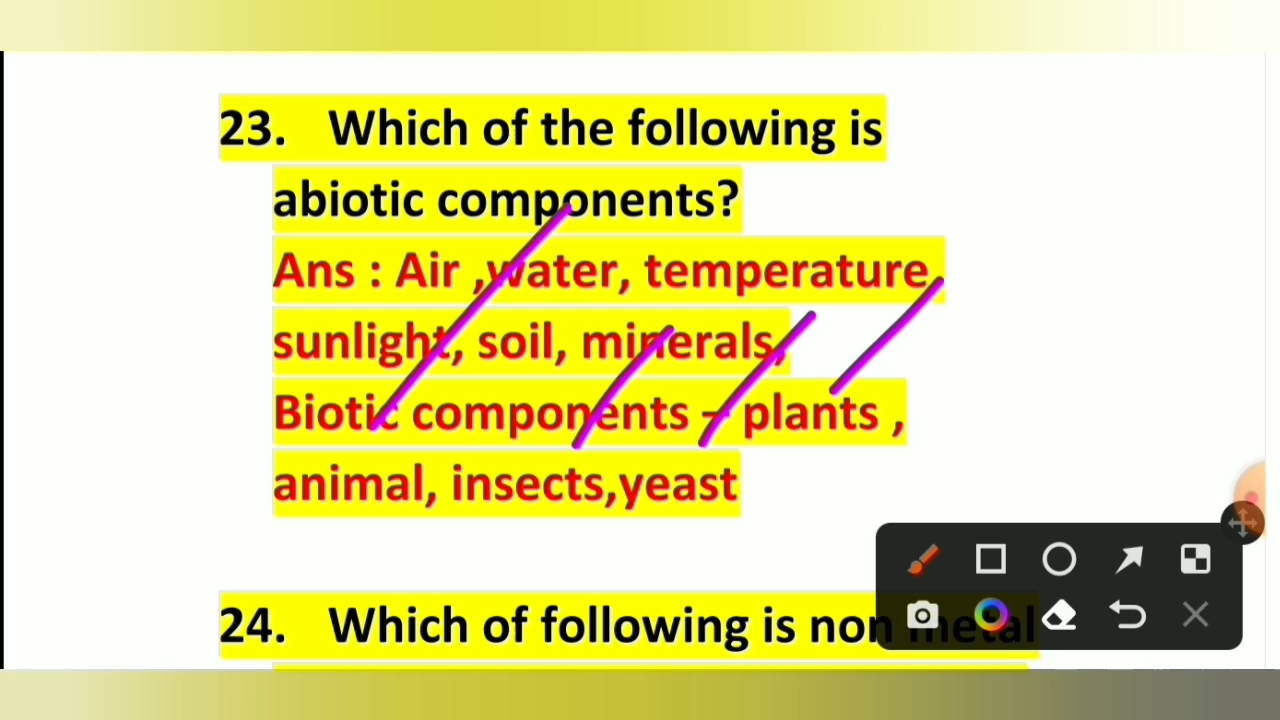 23. Which of the following is
abiotic components?
Ans : Air ,water, temperature,
sunlight, soil, minerals,
Biotic components – plants ,
animal, insects,yeast
24. Which of following is non metal